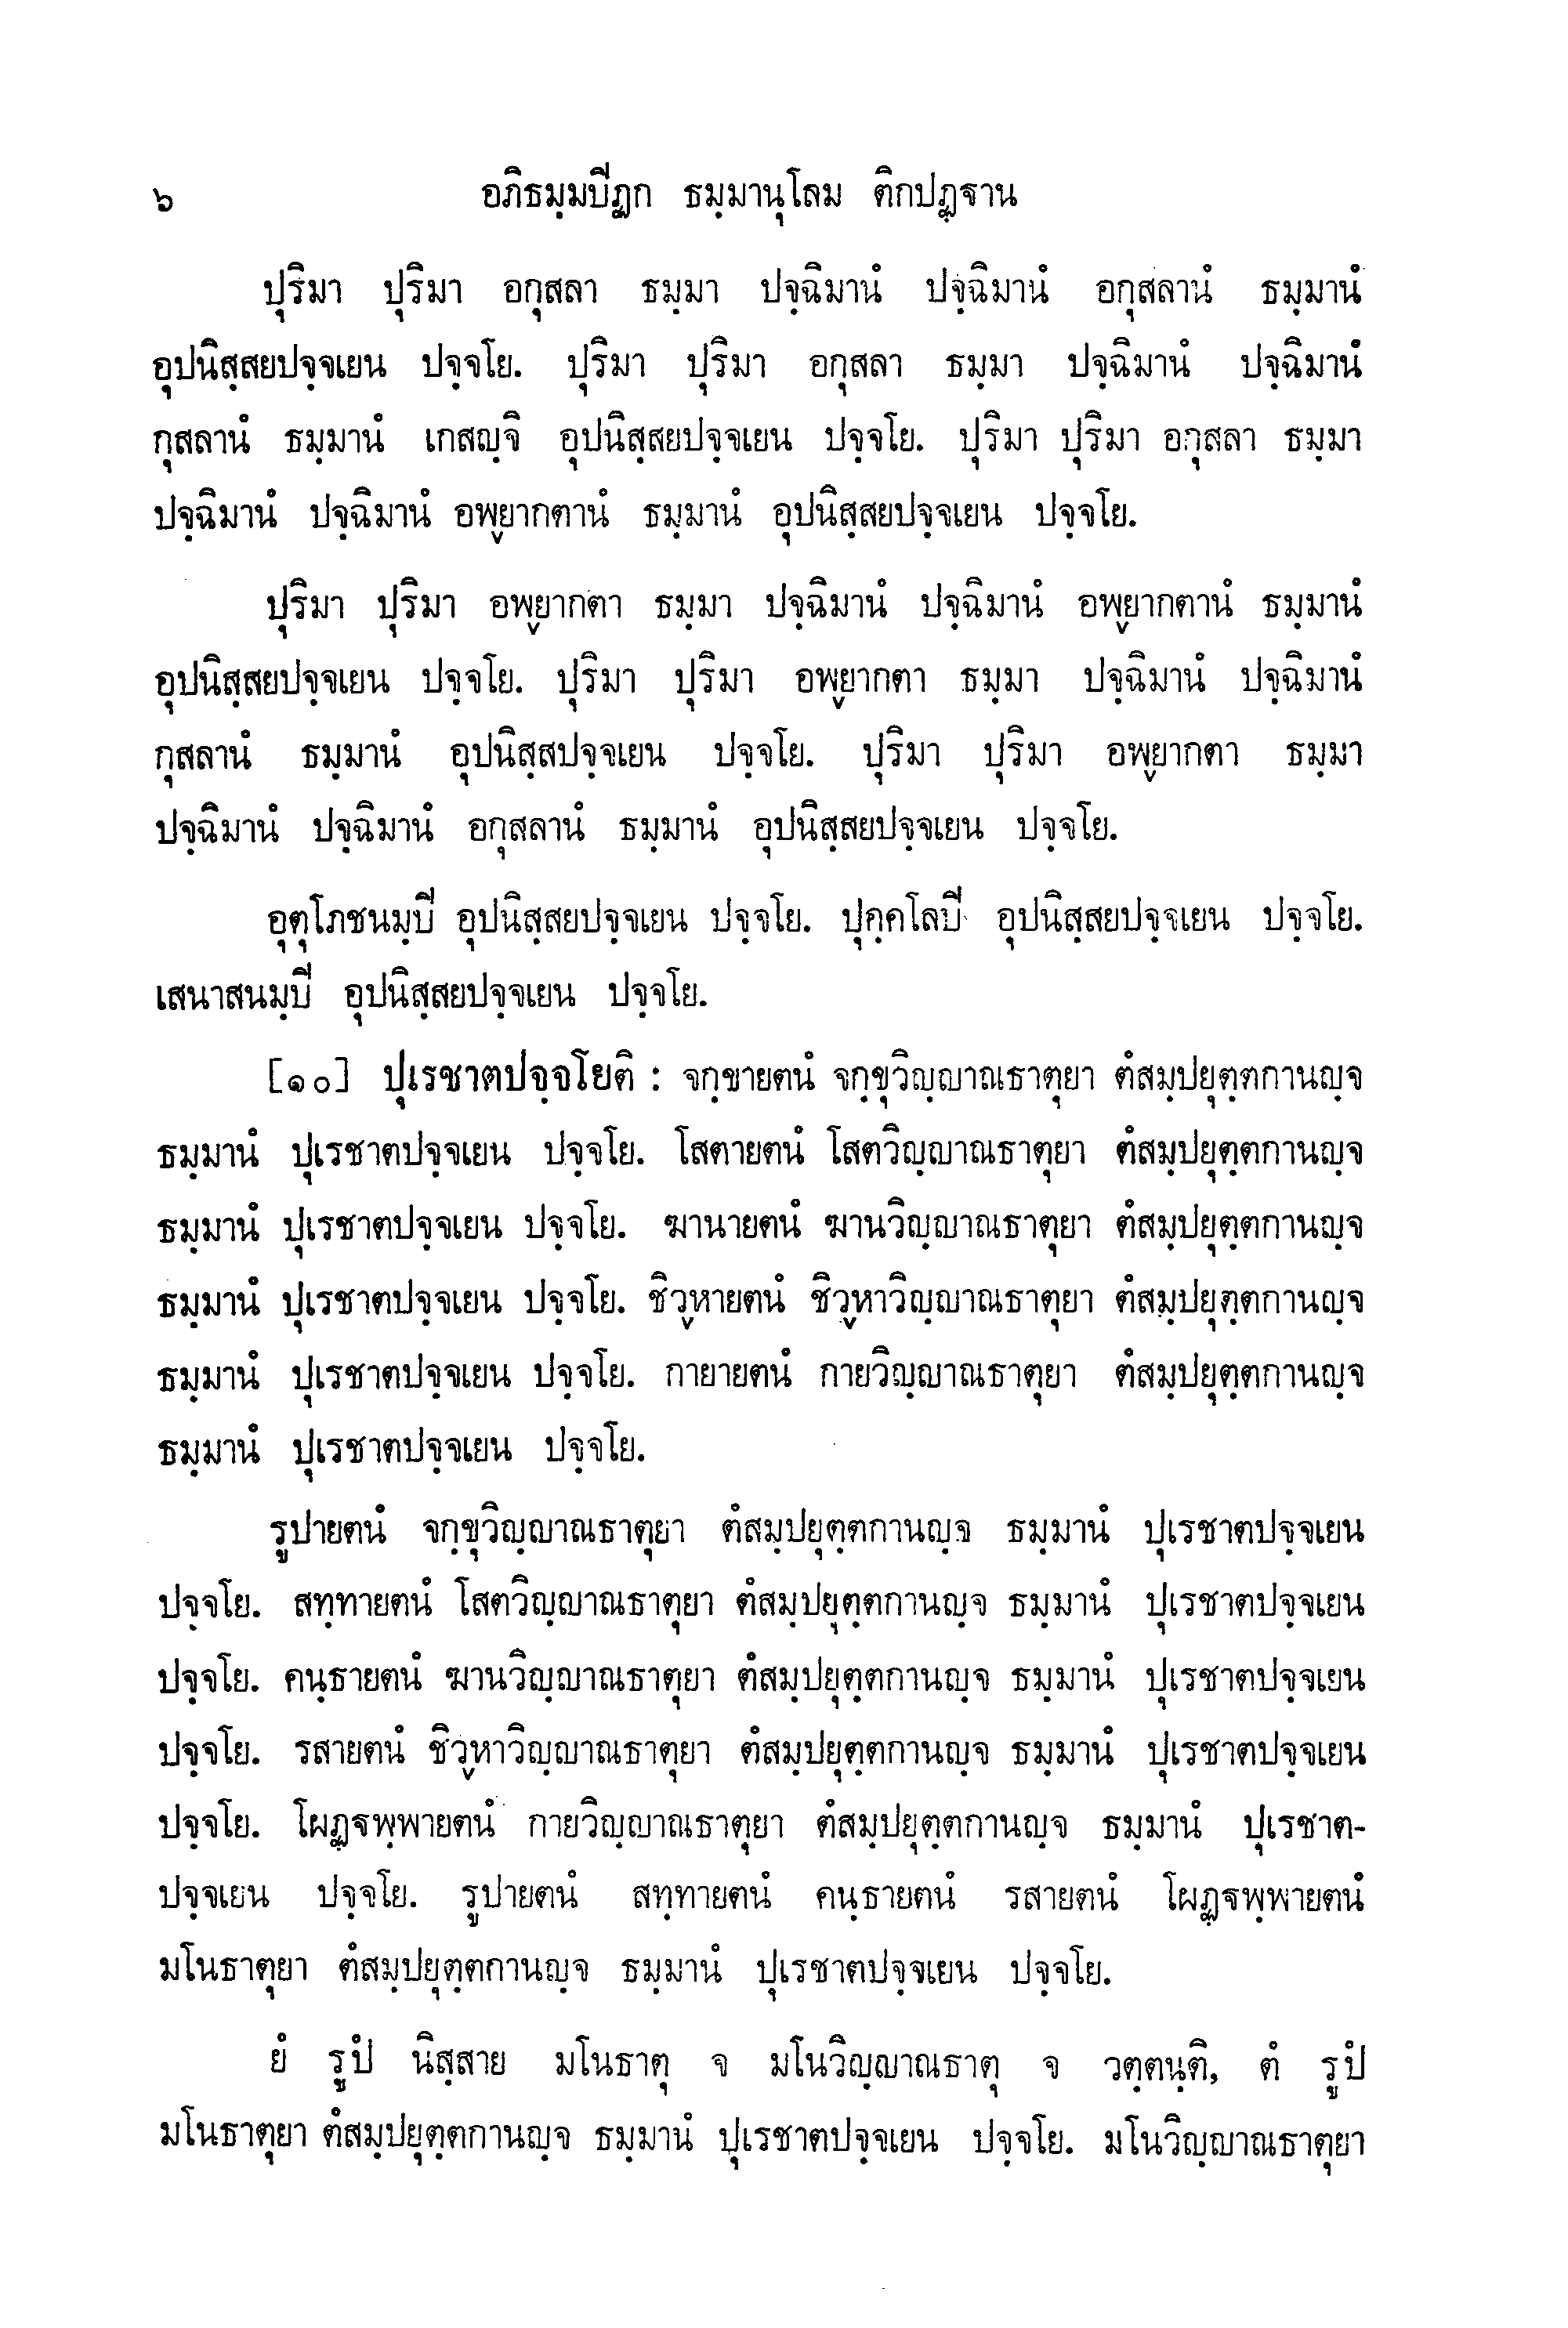 ๖ อภิธมฺมปิฏก ธมฺมานุโลม ติกปฏฺฐาน
ปุริมา ปุริมา อกุสลา ธมฺมา ปจฺฉิมานํ ปจฺฉิมานํ อกุสลานํ ธมฺมานํ
อุปนิสฺสยปจฺจเยน ปจฺจโย. ปุริมา ปุริมา อกุสลา ธมฺมา ปจฺฉิมานํ ปจฺฉิมานํ
กุสลานํ ธมฺมานํ เกสญฺจิ อุปนิสฺสยปจฺจเยน ปจฺจโย. ปุริมา ปุริมา อกุสลา ธมฺมา
ปจฺฉิมานํ ปจฺฉิมานํ อพฺยากตานํ ธมฺมานํ อุปนิสฺสยปจฺจเยน ปจฺจโย.
ปุริมา ปุริมา อพฺยากตา ธมฺมา ปจฺฉิมานํ ปจฺฉิมานํ อพฺยากตานํ ธมฺมานํ
อุปนิสฺสยปจฺจเยน ปจฺจโย. ปุริมา ปุริมา อพฺยากตา ธมฺมา ปจฺฉิมานํ ปจฺฉิมานํ
กุสลานํ ธมฺมานํ อุปนิสฺสปจฺจเยน ปจฺจโย. ปุริมา ปุริมา อพฺยากตา ธมฺมา
ปจฺฉิมานํ ปจฺฉิมานํ อกุสลานํ ธมฺมานํ อุปนิสฺสยปจฺจเยน ปจฺจโย.
อุตุโภชนมฺปิ อุปนิสฺสยปจฺจเยน ปจฺจโย. ปุคฺคโลปิ อุปนิสฺสยปจฺจเยน ปจฺจโย.
เสนาสนมฺปิ อุปนิสฺสยปจฺจเยน ปจฺจโย.
[๑๐] ปุเรชาตปจฺจโยติ : จกฺขายตนํ จกฺขุวิญฺญาณธาตุยา ตํสมฺปยุตฺตกานญฺจ
ธมฺมานํ ปุเรชาตปจฺจเยน ปจฺจโย. โสตายตนํ โสตวิญฺญาณธาตุยา ตํสมฺปยุตฺตกานญฺจ
ธมฺมานํ ปุเรชาตปจฺจเยน ปจฺจโย. ฆานายตนํ ฆานวิญฺญาณธาตุยา ตํสมฺปยุตฺตกานญฺจ
ธมฺมานํ ปุเรชาตปจฺจเยน ปจฺจโย. ชิวฺหายตนํ ชิวฺหาวิญฺญาณธาตุยา ตํสมฺปยุตฺตกานญฺจ
ธมฺมานํ ปุเรชาตปจฺจเยน ปจฺจโย. กายายตนํ กายวิญฺญาณธาตุยา ตํสมฺปยุตฺตกานญฺจ
ธมฺมานํ ปุเรชาตปจฺจเยน ปจฺจโย.
รูปายตนํ จกฺขุวิญฺญาณธาตุยา ตํสมฺปยุตฺตกานญฺจ ธมฺมานํ ปุเรชาตปจฺจเยน
ปจฺจโย. สทฺทายตนํ โสตวิญฺญาณธาตุยา ตํสมฺปยุตฺตกานญฺจ ธมฺมานํ ปุเรชาตปจฺจเยน
ปจฺจโย. คนฺธายตนํ ฆานวิญฺญาณธาตุยา ตํสมฺปยุตฺตกานญฺจ ธมฺมานํ ปุเรชาตปจฺจเยน
ปจฺจโย. รสายตนํ ชิวฺหาวิญฺญาณธาตุยา ตํสมฺปยุตฺตกานญฺจ ธมฺมานํ ปุเรชาตปจฺจเยน
ปจฺจโย. โผฏฺฐพฺพายตนํ กายวิญฺญาณธาตุยา ตํสมฺปยุตฺตกานญฺจ ธมฺมานํ ปุเรชาต-
ปจฺจเยน ปจฺจโย. รูปายตนํ สทฺทายตนํ คนฺธายตนํ รสายตนํ โผฏฺฐพฺพายตนํ
มโนธาตุยา ตํสมฺปยุตฺตกานญฺจ ธมฺมานํ ปุเรชาตปจฺจเยน ปจฺจโย.
ยํ รูปํ นิสฺสาย มโนธาตุ จ มโนวิญฺญาณธาตุ จ วตฺตนฺติ, ตํ รูปํ
มโนธาตุยา ตํสมฺปยุตฺตกานญฺจ ธมฺมานํ ปุเรชาตปจฺจเยน ปจฺจโย. มโนวิญฺญาณธาตุยา